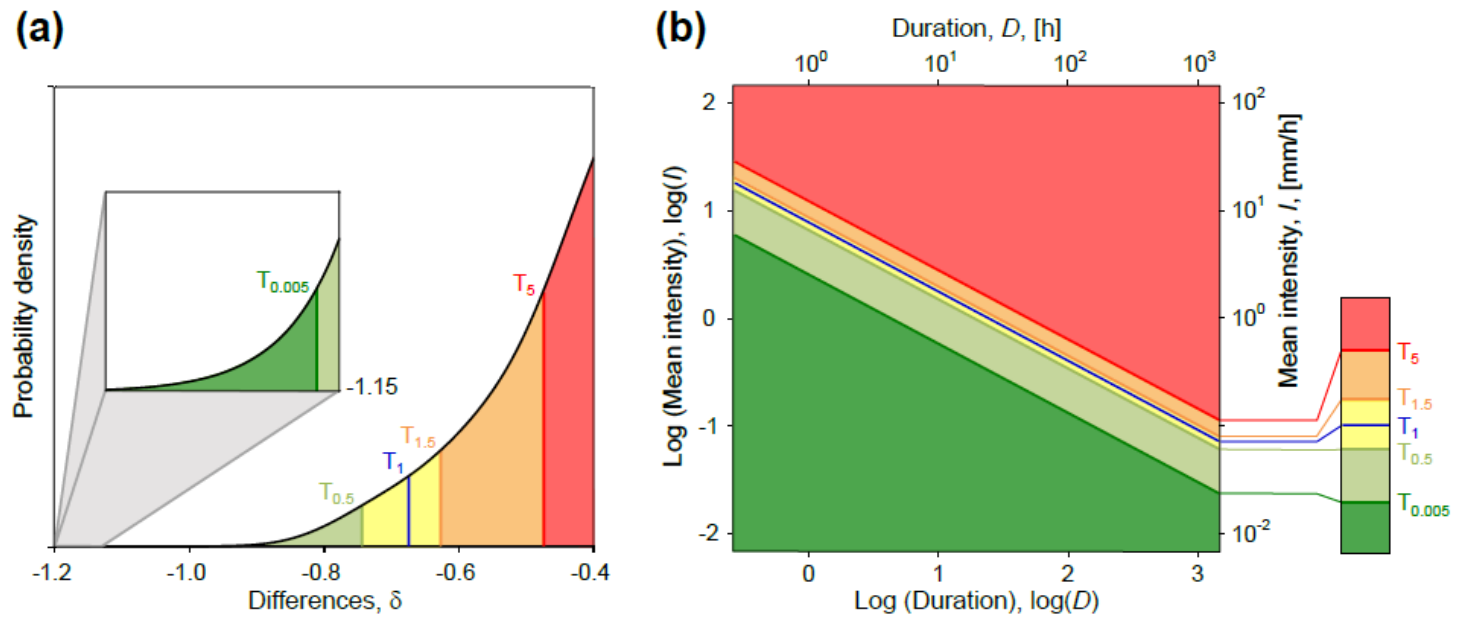 (a)
Probability density
T0.005
-1.15
T5
T1.5
T1
T0.5
-1.2
-1.0
-0.8
-0.6
-0.4
Differences, δ
(b)
Duration, D, [h]
10^0
10^1
10^2
10^3
Log (Mean intensity), log(I)
2
1
0
-1
-2
10^2
10^1
10^0
10^-2
Mean intensity, I, [mm/h]
0
1
2
3
Log (Duration), log(D)
T5
T1.5
T1
T0.5
T0.005